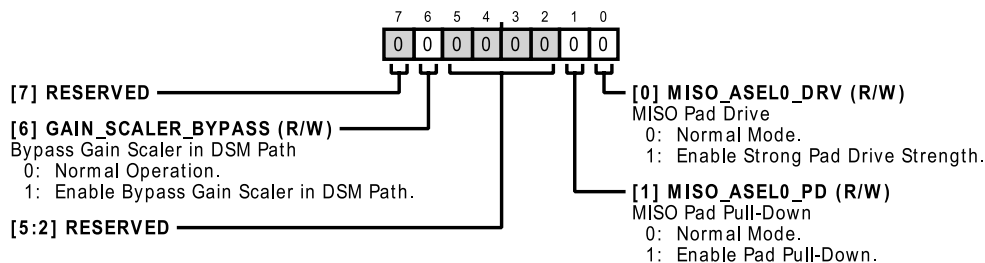 7 6 5 4 3 2 1 0
0 0 0 0 0 0 0 0
[7] RESERVED
[6] GAIN_SCALER_BYPASS (R/W)
Bypass Gain Scaler in DSM Path
0: Normal Operation.
1: Enable Bypass Gain Scaler in DSM Path.
[5:2] RESERVED
[0] MISO_ASEL0_DRV (R/W)
MISO Pad Drive
0: Normal Mode.
1: Enable Strong Pad Drive Strength.
[1] MISO_ASEL0_PD (R/W)
MISO Pad Pull-Down
0: Normal Mode.
1: Enable Pad Pull-Down.